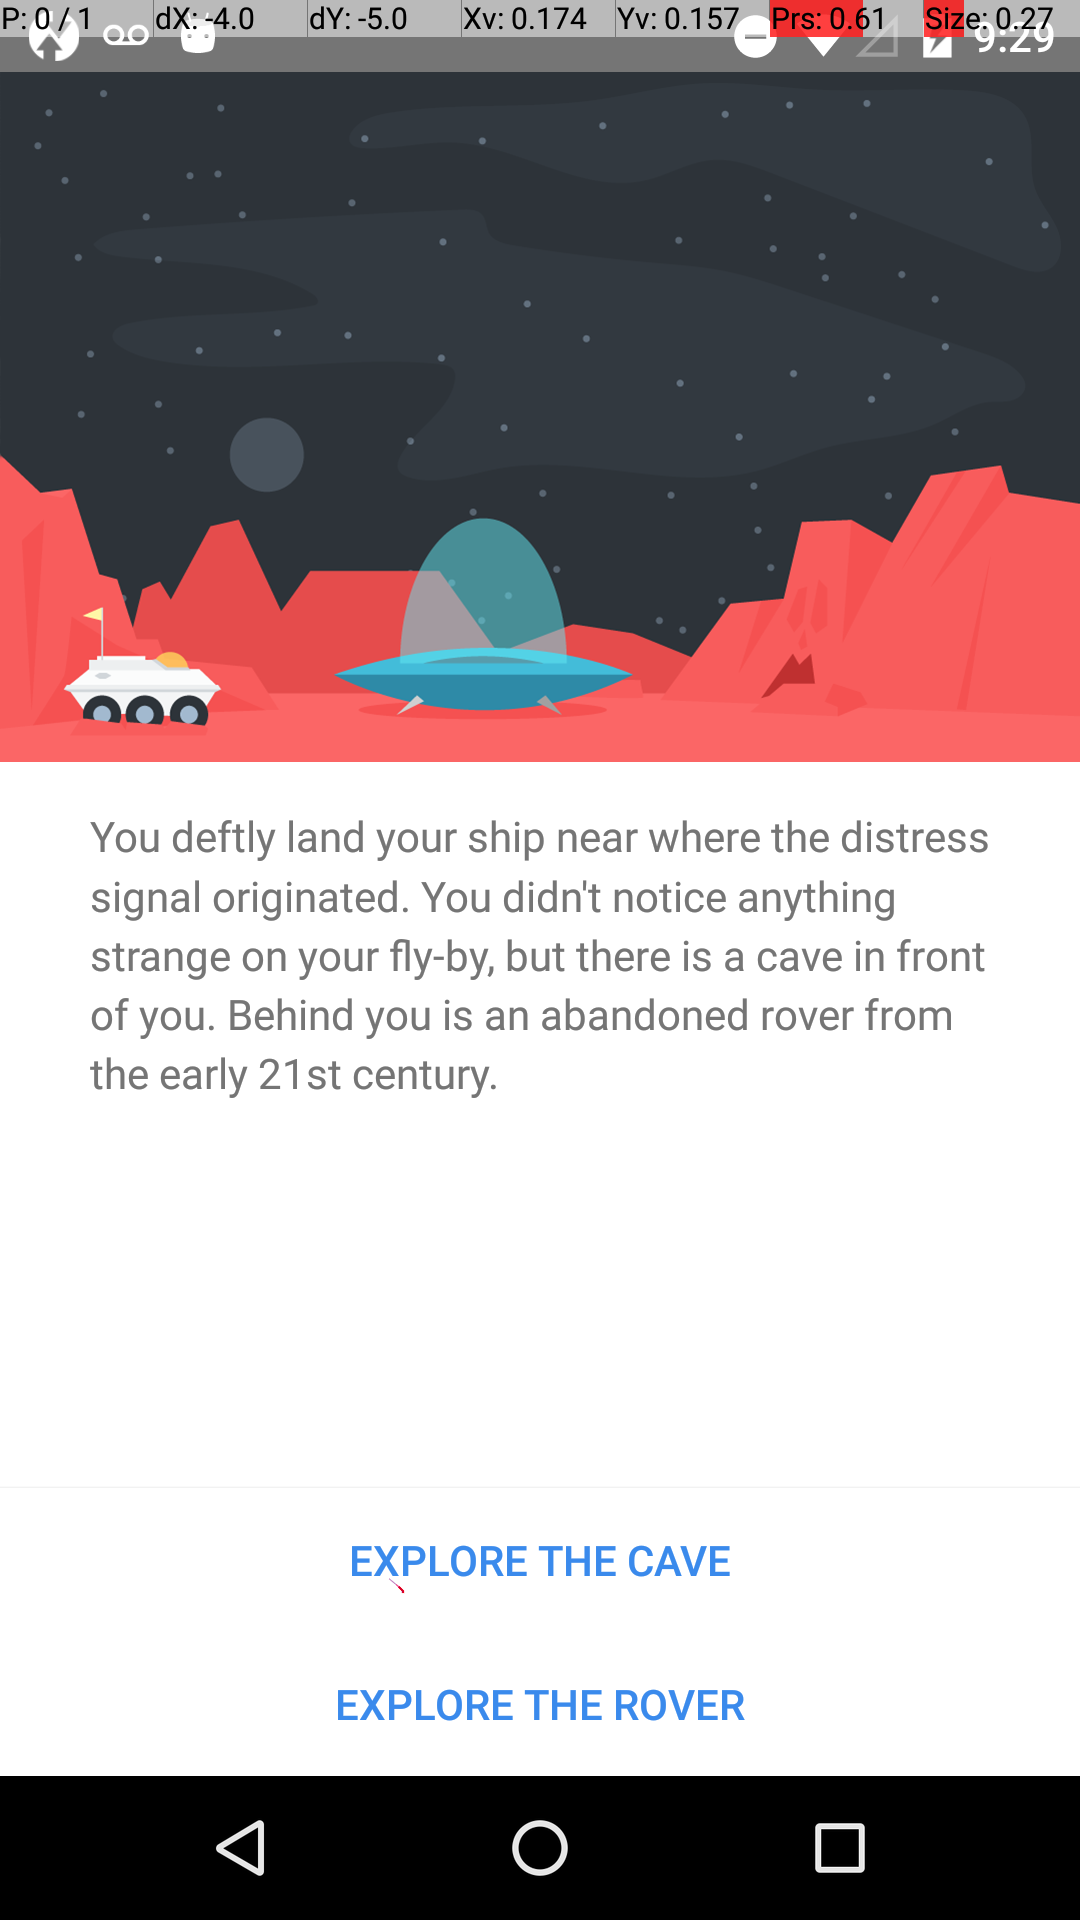 P: 0 / 1 dX: -4.0 dY: -5.0 Xv: 0.174 Yv: 0.157 Prs: 0.61 Size: 0.27
9:29
You deftly land your ship near where the distress
signal originated. You didn't notice anything
strange on your fly-by, but there is a cave in front
of you. Behind you is an abandoned rover from
the early 21st century.
EXPLORE THE CAVE
EXPLORE THE ROVER